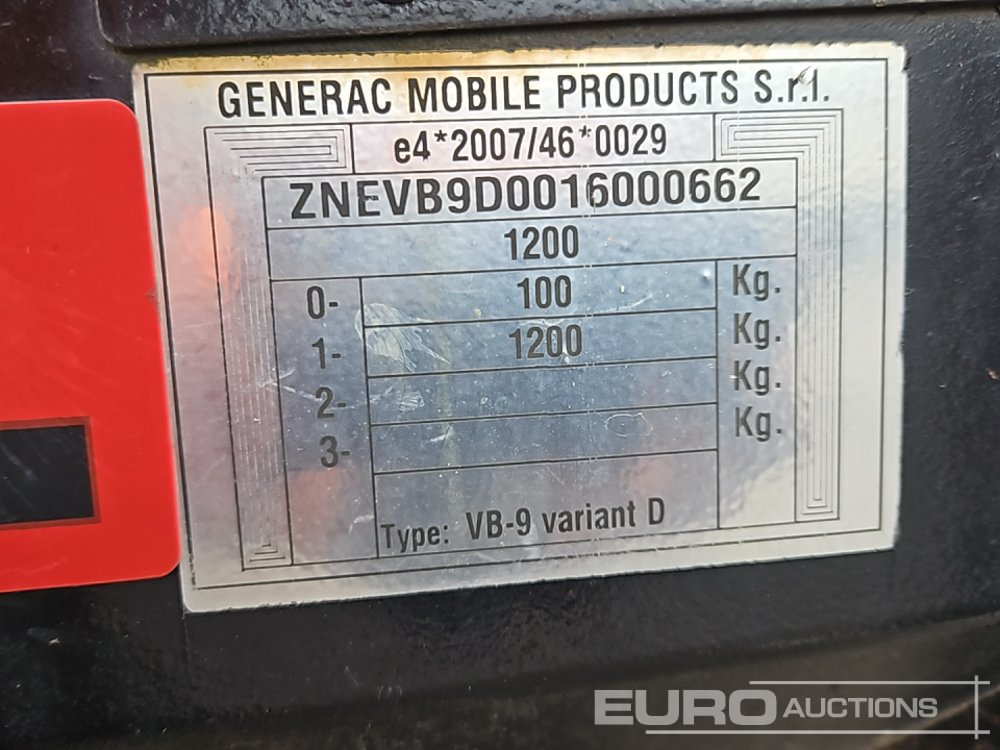 GENERAC MOBILE PRODUCTS S.r.l.
e4*2007/46*0029
ZNEVB9D0016000662
1200
0- 100 Kg.
1- 1200 Kg.
2- Kg.
3- Kg.
Type: VB-9 variant D
EURO AUCTIONS